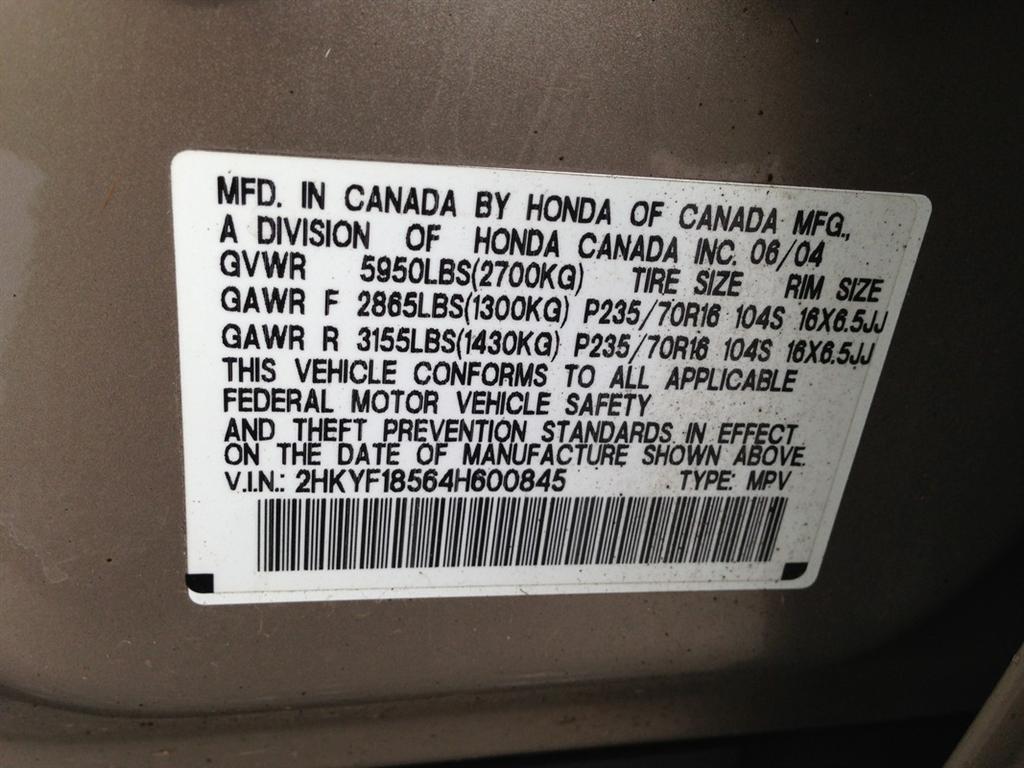 MFD. IN CANADA BY HONDA OF CANADA MFG.,
A DIVISION OF HONDA CANADA INC. 06/04
GVWR 5950LBS(2700KG) TIRE SIZE RIM SIZE
GAWR F 2865LBS(1300KG) P235/70R16 104S 16X6.5JJ
GAWR R 3155LBS(1430KG) P235/70R16 104S 16X6.5JJ
THIS VEHICLE CONFORMS TO ALL APPLICABLE
FEDERAL MOTOR VEHICLE SAFETY
AND THEFT PREVENTION STANDARDS IN EFFECT
ON THE DATE OF MANUFACTURE SHOWN ABOVE.
V.I.N.: 2HKYF18564H600845 TYPE: MPV